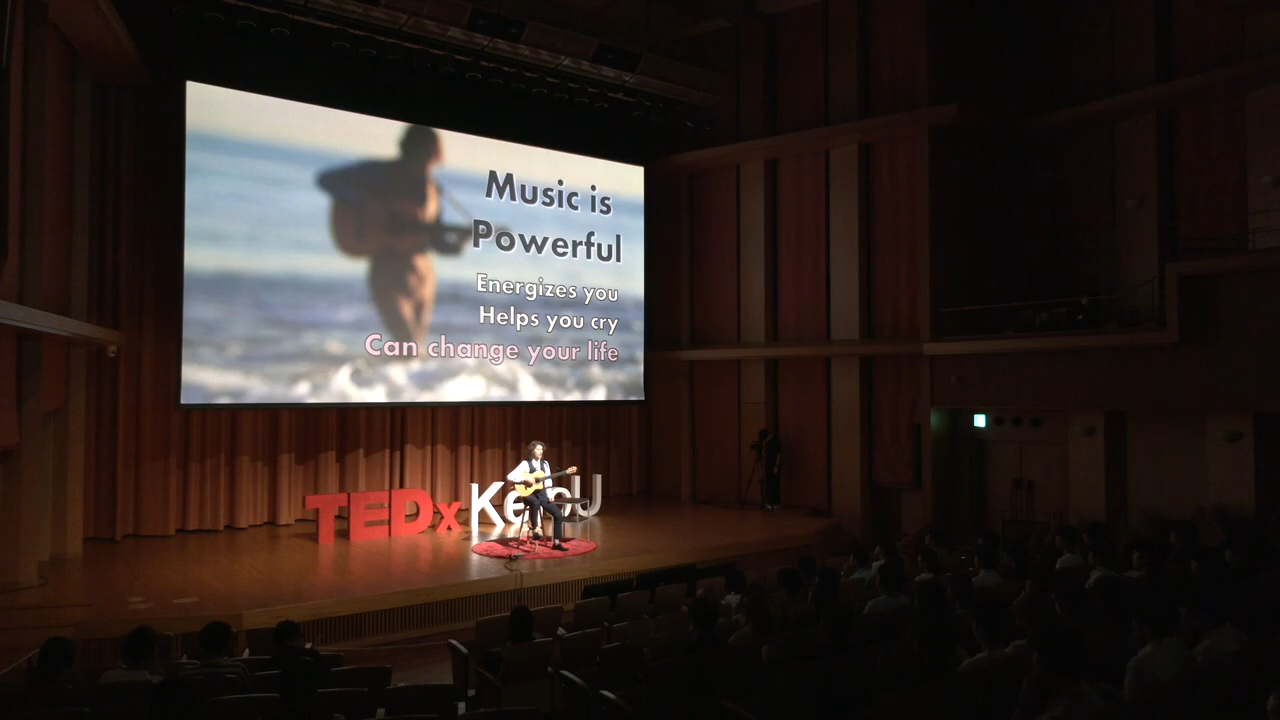 Music is
Powerful
Energizes you
Helps you cry
Can change your life
TEDx